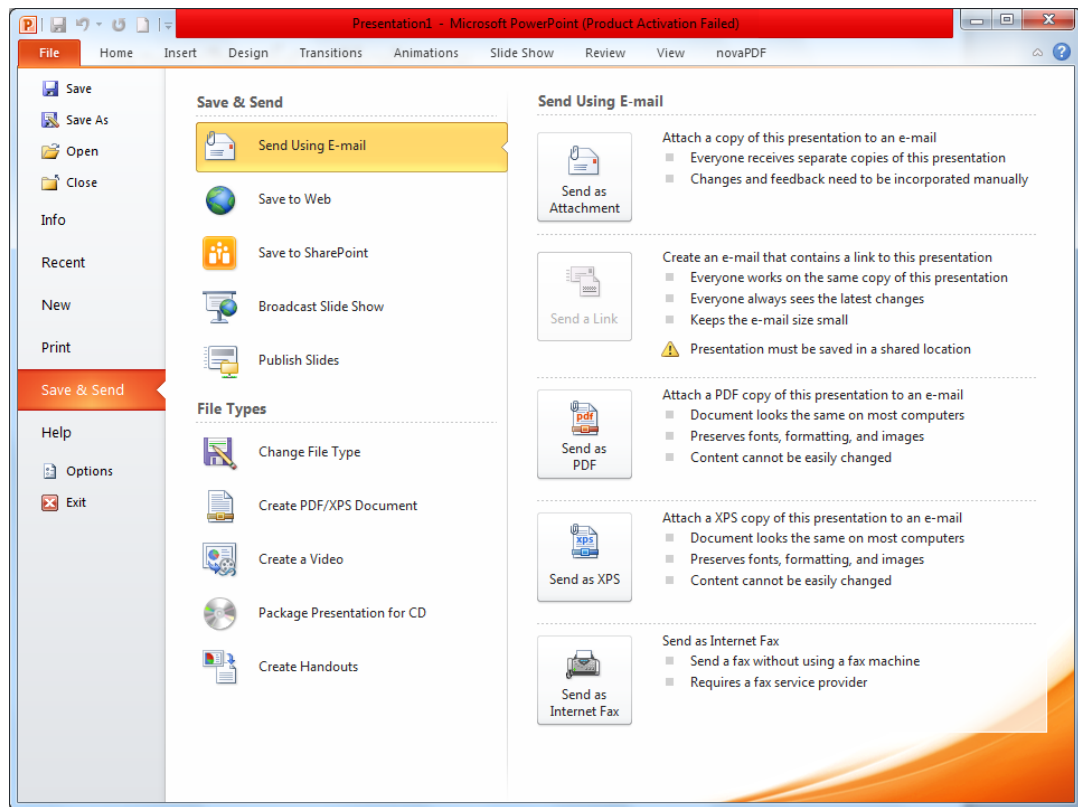 Presentation1 - Microsoft PowerPoint (Product Activation Failed)
File Home Insert Design Transitions Animations Slide Show Review View novaPDF
Save
Save As
Open
Close
Info
Recent
New
Print
Save & Send
Help
Options
Exit
Save & Send
Send Using E-mail
Save to Web
Save to SharePoint
Broadcast Slide Show
Publish Slides
File Types
Change File Type
Create PDF/XPS Document
Create a Video
Package Presentation for CD
Create Handouts
Send Using E-mail
Send as
Attachment
Attach a copy of this presentation to an e-mail
Everyone receives separate copies of this presentation
Changes and feedback need to be incorporated manually
Send a Link
Create an e-mail that contains a link to this presentation
Everyone works on the same copy of this presentation
Everyone always sees the latest changes
Keeps the e-mail size small
Presentation must be saved in a shared location
pdf
Send as
PDF
Attach a PDF copy of this presentation to an e-mail
Document looks the same on most computers
Preserves fonts, formatting, and images
Content cannot be easily changed
xps
Send as XPS
Attach a XPS copy of this presentation to an e-mail
Document looks the same on most computers
Preserves fonts, formatting, and images
Content cannot be easily changed
Send as
Internet Fax
Send as Internet Fax
Send a fax without using a fax machine
Requires a fax service provider